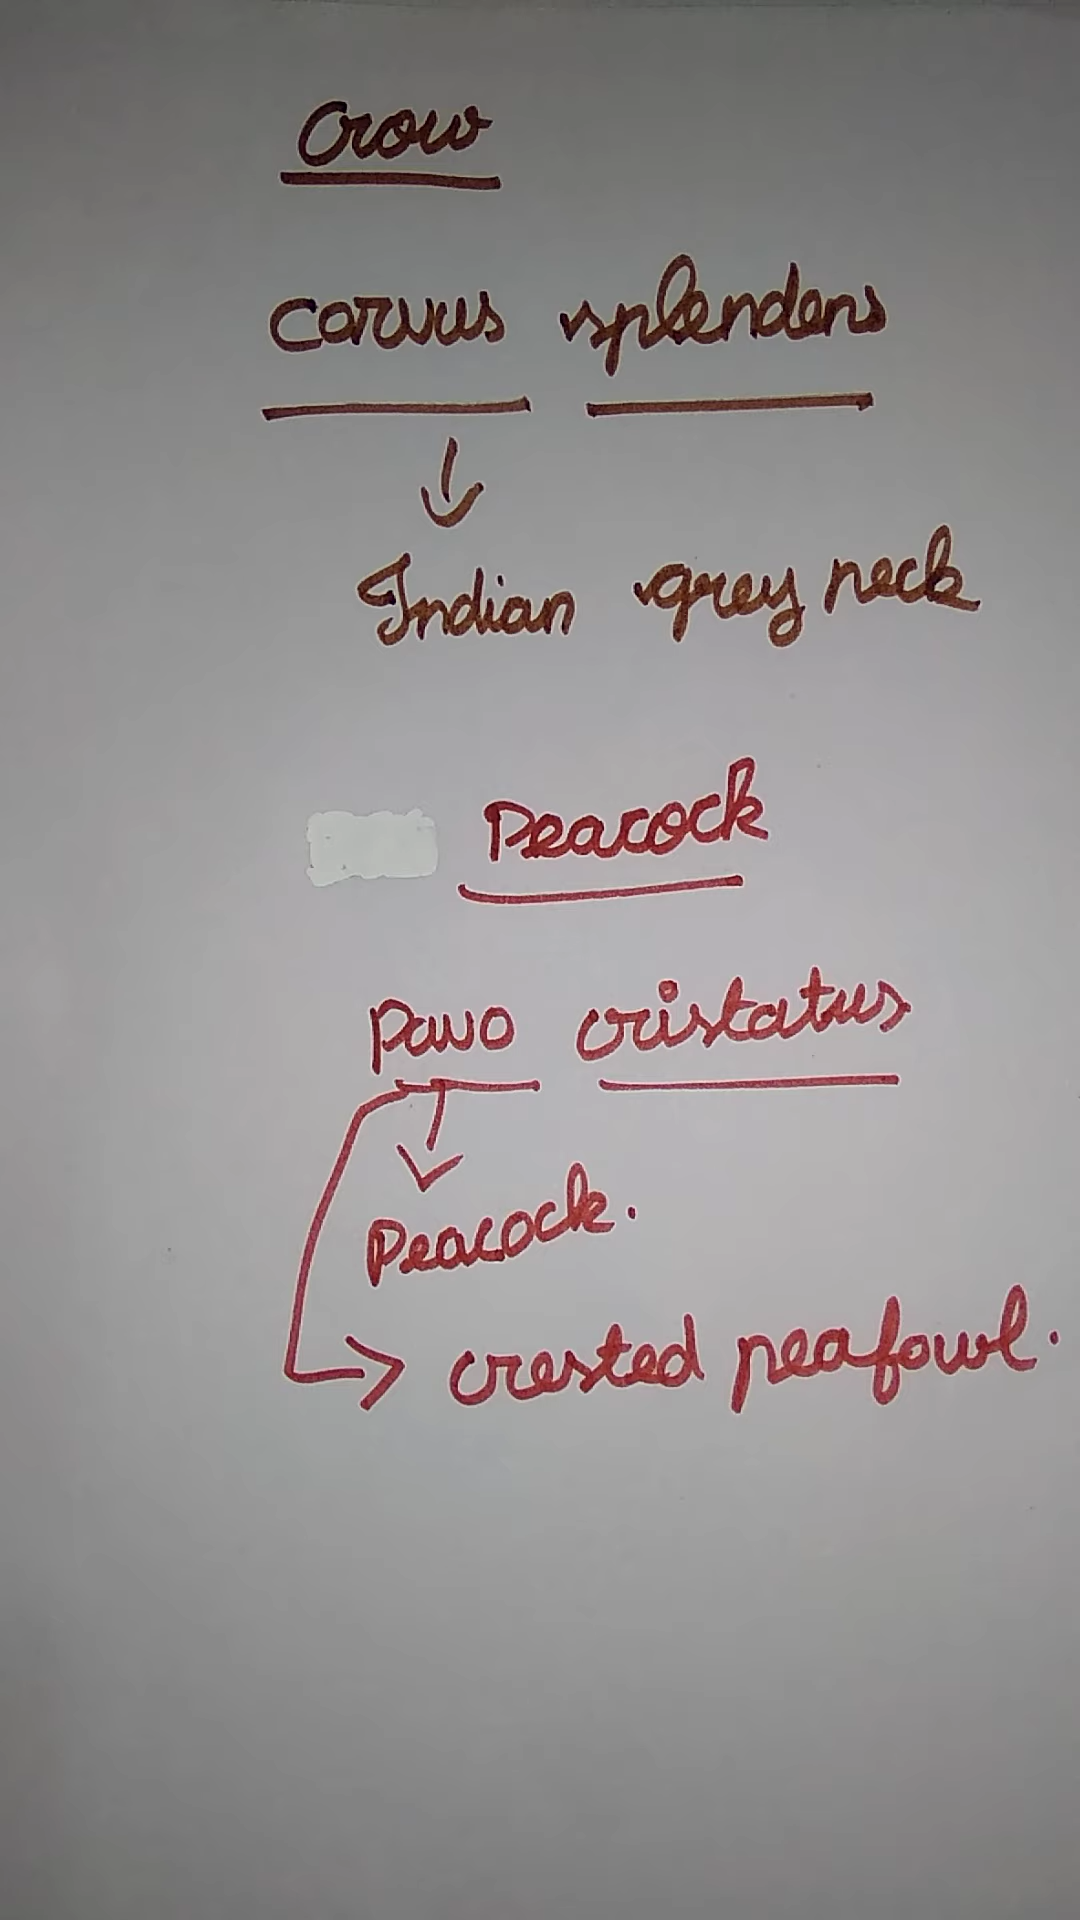 Crow
Corvus splendens
Indian grey neck
Peacock
Pavo cristatus
Peacock.
crested peafowl.